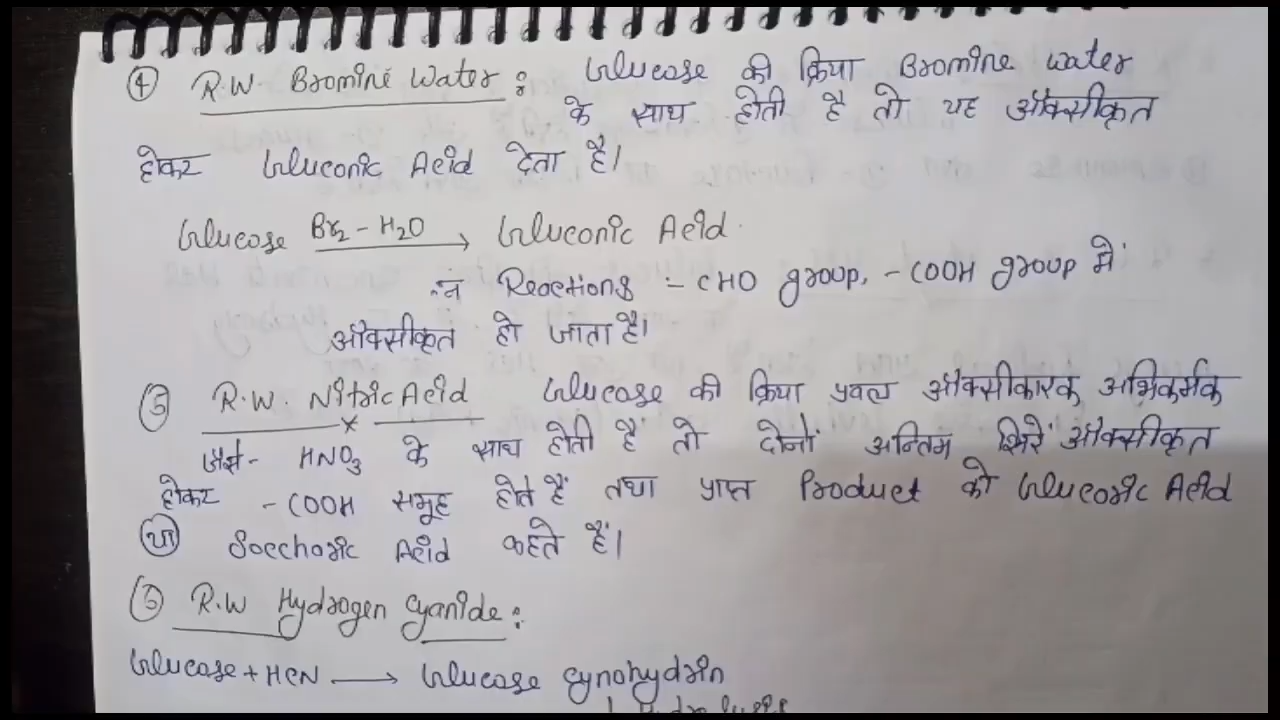 ④ R.W. Bromine Water : Glucose की क्रिया Bromine water
के साथ होती है तो यह ऑक्सीकृत
होकर Gluconic Acid देता है।
Glucose Br₂ - H₂O → Gluconic Acid.
Reactions :- CHO group, - COOH group में
ऑक्सीकृत हो जाता है।
⑤ R.W. Nitric Acid Glucose की क्रिया प्रबल ऑक्सीकारक अभिकर्मक
जैसे - HNO₃ के साथ होती है तो दोनों अन्तिम सिरें ऑक्सीकृत
होकर - COOH समूह होते हैं तथा प्राप्त Product को Glucaric Acid
या Saccharic Acid कहते हैं।
⑥ R.W Hydrogen Cyanide :
Glucose + HCN → Glucose cynohydrin